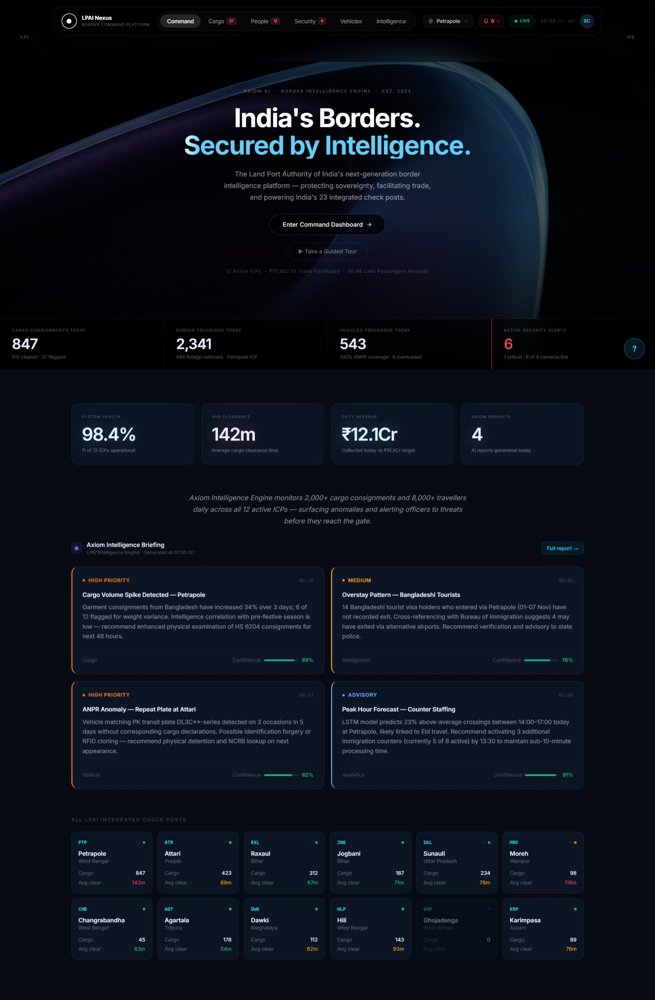 LPAI Nexus
BORDER COMMAND PLATFORM
Command
Cargo 37
People 12
Security 6
Vehicles
Intelligence
Petrapole
6
LIVE
12:51:02 IST
SC
AXIOM AI · BORDER INTELLIGENCE ENGINE · EST. 2024
India's Borders.
Secured by Intelligence.
The Land Port Authority of India's next-generation border
intelligence platform — protecting sovereignty, facilitating trade,
and powering India's 23 integrated check posts.
Enter Command Dashboard →
▶ Take a Guided Tour
12 Active ICPs · ₹70,952 Cr Trade Facilitated · 30.46 Lakh Passengers Annually
CARGO CONSIGNMENTS TODAY
847
612 cleared · 37 flagged
BORDER CROSSINGS TODAY
2,341
494 foreign nationals · Petrapole ICP
VEHICLES PROCESSED TODAY
543
100% ANPR coverage · 8 overloaded
ACTIVE SECURITY ALERTS
6
1 critical · 8 of 9 cameras live
?
SYSTEM HEALTH
98.4%
11 of 12 ICPs operational
AVG CLEARANCE
142m
Average cargo clearance time
DUTY REVENUE
₹12.1Cr
Collected today vs ₹10.5Cr target
AXIOM INSIGHTS
4
AI reports generated today
Axiom Intelligence Engine monitors 2,000+ cargo consignments and 8,000+ travellers
daily across all 12 active ICPs — surfacing anomalies and alerting officers to threats
before they reach the gate.
Axiom Intelligence Briefing
LPAI Intelligence Engine · Generated at 07:00 IST
Full report →
HIGH PRIORITY
06:30
Cargo Volume Spike Detected — Petrapole
Garment consignments from Bangladesh have increased 34% over 3 days; 6 of
12 flagged for weight variance. Intelligence correlation with pre-festive season is
low — recommend enhanced physical examination of HS 6204 consignments for
next 48 hours.
Cargo
Confidence 89%
MEDIUM
05:45
Overstay Pattern — Bangladeshi Tourists
14 Bangladeshi tourist visa holders who entered via Petrapole (01–07 Nov) have
not recorded exit. Cross-referencing with Bureau of Immigration suggests 4 may
have exited via alternative airports. Recommend verification and advisory to state
police.
Immigration
Confidence 76%
HIGH PRIORITY
04:12
ANPR Anomaly — Repeat Plate at Attari
Vehicle matching PK transit plate DL3C**-series detected on 3 occasions in 5
days without corresponding cargo declarations. Possible identification forgery or
RFID cloning — recommend physical detention and NCRB lookup on next
appearance.
Vehicle
Confidence 82%
ADVISORY
07:00
Peak Hour Forecast — Counter Staffing
LSTM model predicts 23% above-average crossings between 14:00–17:00 today
at Petrapole, likely linked to Eid travel. Recommend activating 3 additional
immigration counters (currently 5 of 8 active) by 13:30 to maintain sub-10-minute
processing time.
Analytics
Confidence 91%
ALL LPAI INTEGRATED CHECK POSTS
PTP 3
Petrapole
West Bengal
Cargo 847
Avg clear 142m
ATR 7
Attari
Punjab
Cargo 423
Avg clear 89m
RXL 1
Raxaul
Bihar
Cargo 312
Avg clear 67m
JNG
Jogbani
Bihar
Cargo 187
Avg clear 71m
SKL 2
Sunauli
Uttar Pradesh
Cargo 234
Avg clear 78m
MRK 4
Moreh
Manipur
Cargo 98
Avg clear 118m
CHB
Changrabandha
West Bengal
Cargo 45
Avg clear 63m
AGT 1
Agartala
Tripura
Cargo 178
Avg clear 54m
DWK
Dawki
Meghalaya
Cargo 112
Avg clear 82m
HLP
Hili
West Bengal
Cargo 143
Avg clear 93m
GHP
Ghojadanga
West Bengal
Cargo 0
Avg clear —
KRP 1
Karimpasa
Assam
Cargo 89
Avg clear 76m